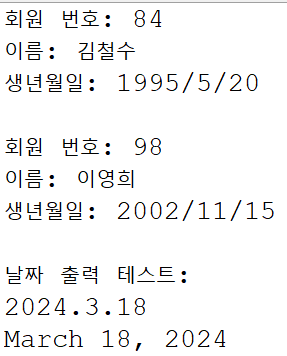 회원 번호: 84
이름: 김철수
생년월일: 1995/5/20
회원 번호: 98
이름: 이영희
생년월일: 2002/11/15
날짜 출력 테스트:
2024.3.18
March 18, 2024